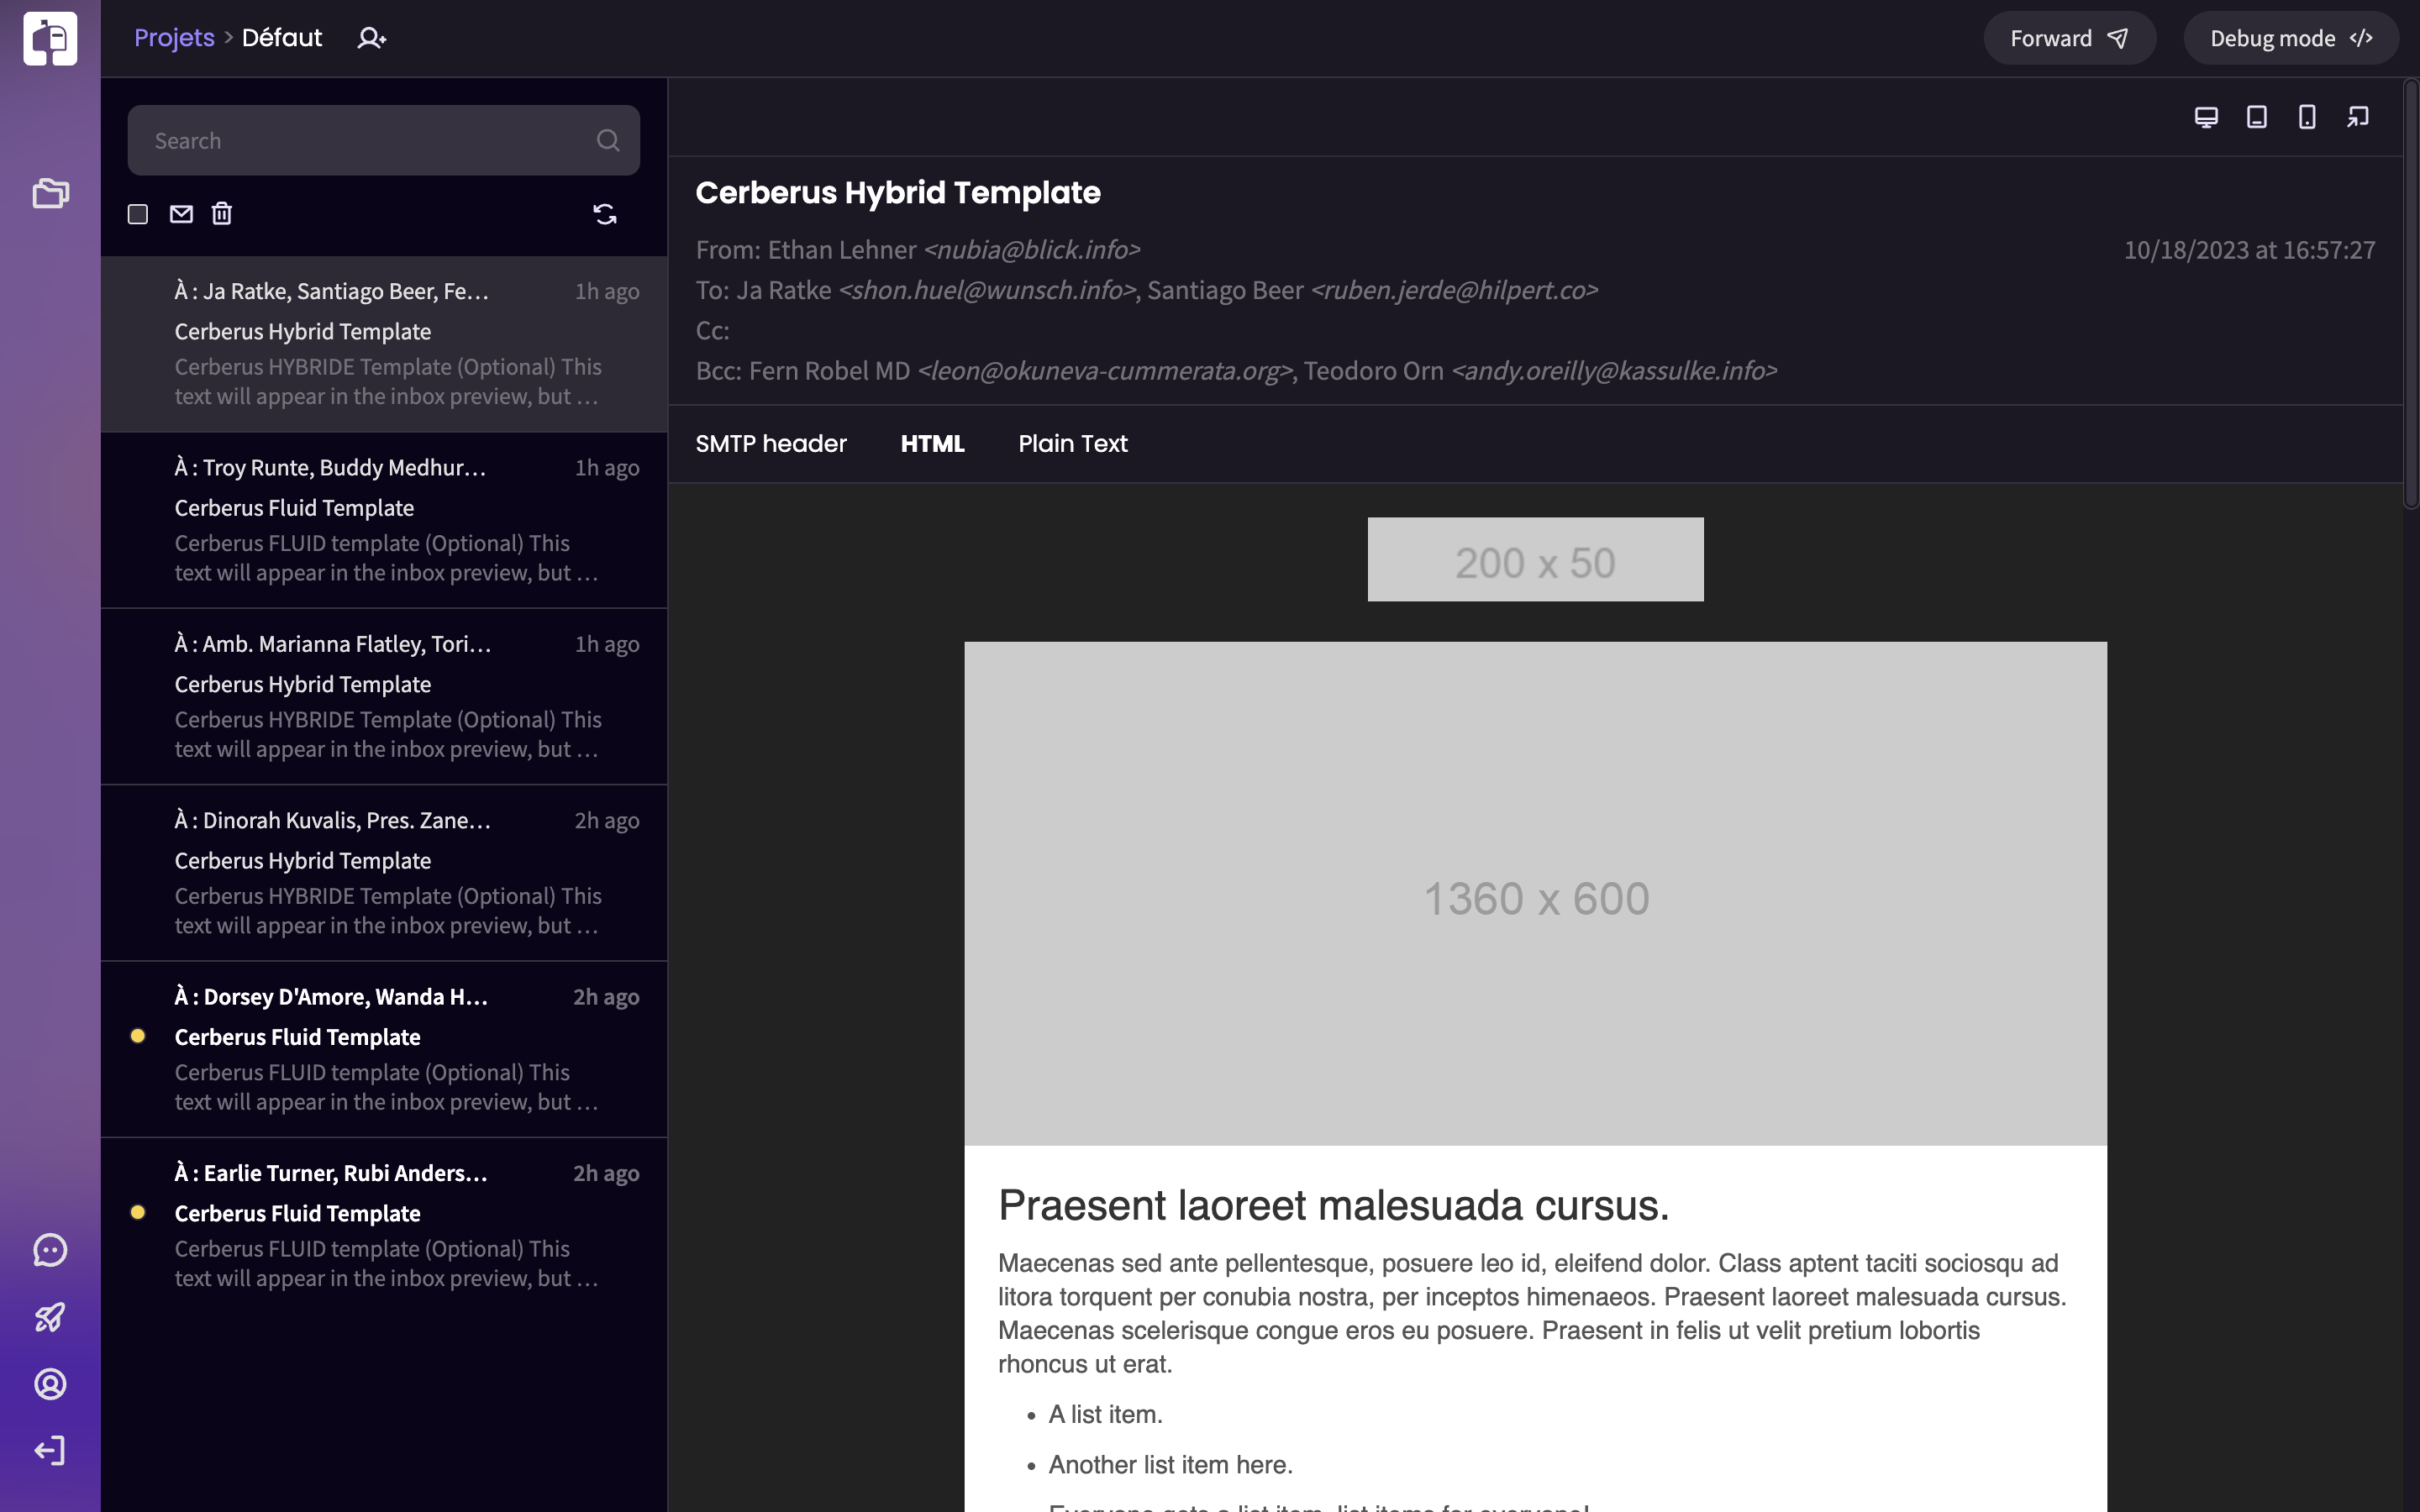 Projets > Défaut
Forward
Debug mode
Search
À : Ja Ratke, Santiago Beer, Fe…
1h ago
Cerberus Hybrid Template
Cerberus HYBRIDE Template (Optional) This
text will appear in the inbox preview, but …
À : Troy Runte, Buddy Medhur…
1h ago
Cerberus Fluid Template
Cerberus FLUID template (Optional) This
text will appear in the inbox preview, but …
À : Amb. Marianna Flatley, Tori…
1h ago
Cerberus Hybrid Template
Cerberus HYBRIDE Template (Optional) This
text will appear in the inbox preview, but …
À : Dinorah Kuvalis, Pres. Zane…
2h ago
Cerberus Hybrid Template
Cerberus HYBRIDE Template (Optional) This
text will appear in the inbox preview, but …
À : Dorsey D'Amore, Wanda H…
2h ago
Cerberus Fluid Template
Cerberus FLUID template (Optional) This
text will appear in the inbox preview, but …
À : Earlie Turner, Rubi Anders…
2h ago
Cerberus Fluid Template
Cerberus FLUID template (Optional) This
text will appear in the inbox preview, but …
Cerberus Hybrid Template
From: Ethan Lehner <nubia@blick.info>
10/18/2023 at 16:57:27
To: Ja Ratke <shon.huel@wunsch.info>, Santiago Beer <ruben.jerde@hilpert.co>
Cc:
Bcc: Fern Robel MD <leon@okuneva-cummerata.org>, Teodoro Orn <andy.oreilly@kassulke.info>
SMTP header
HTML
Plain Text
200 x 50
1360 x 600
Praesent laoreet malesuada cursus.
Maecenas sed ante pellentesque, posuere leo id, eleifend dolor. Class aptent taciti sociosqu ad
litora torquent per conubia nostra, per inceptos himenaeos. Praesent laoreet malesuada cursus.
Maecenas scelerisque congue eros eu posuere. Praesent in felis ut velit pretium lobortis
rhoncus ut erat.
• A list item.
• Another list item here.